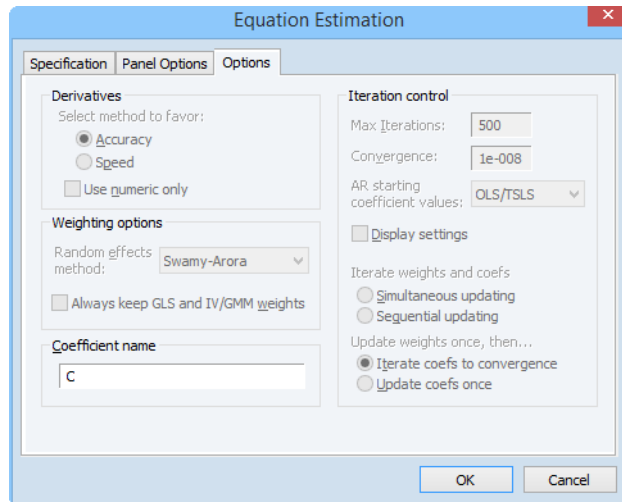 Equation Estimation
Specification
Panel Options
Options
Derivatives
Select method to favor:
Accuracy
Speed
Use numeric only
Weighting options
Random effects
method:
Swamy-Arora
Always keep GLS and IV/GMM weights
Coefficient name
C
Iteration control
Max Iterations:
500
Convergence:
1e-008
AR starting
coefficient values:
OLS/TSLS
Display settings
Iterate weights and coefs
Simultaneous updating
Sequential updating
Update weights once, then...
Iterate coefs to convergence
Update coefs once
OK
Cancel